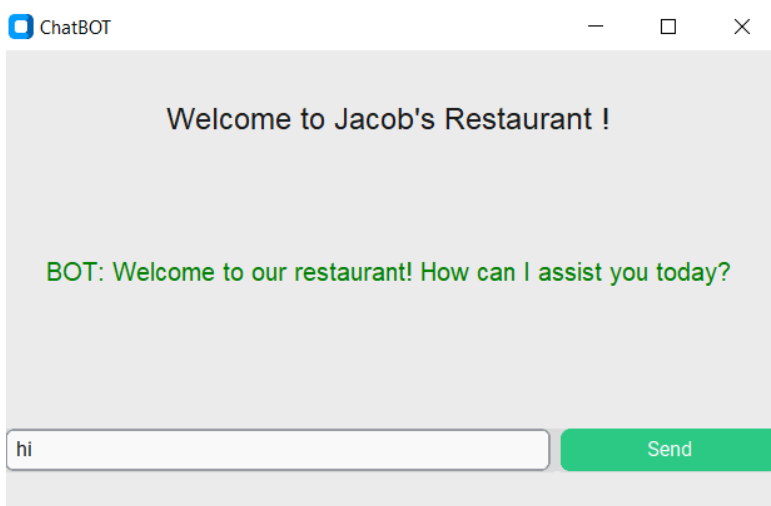 ChatBOT
Welcome to Jacob's Restaurant !
BOT: Welcome to our restaurant! How can I assist you today?
hi
Send